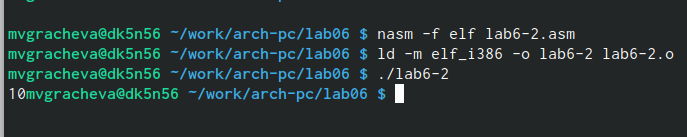 mvgracheva@dk5n56 ~/work/arch-pc/lab06 $ nasm -f elf lab6-2.asm
mvgracheva@dk5n56 ~/work/arch-pc/lab06 $ ld -m elf_i386 -o lab6-2 lab6-2.o
mvgracheva@dk5n56 ~/work/arch-pc/lab06 $ ./lab6-2
10mvgracheva@dk5n56 ~/work/arch-pc/lab06 $